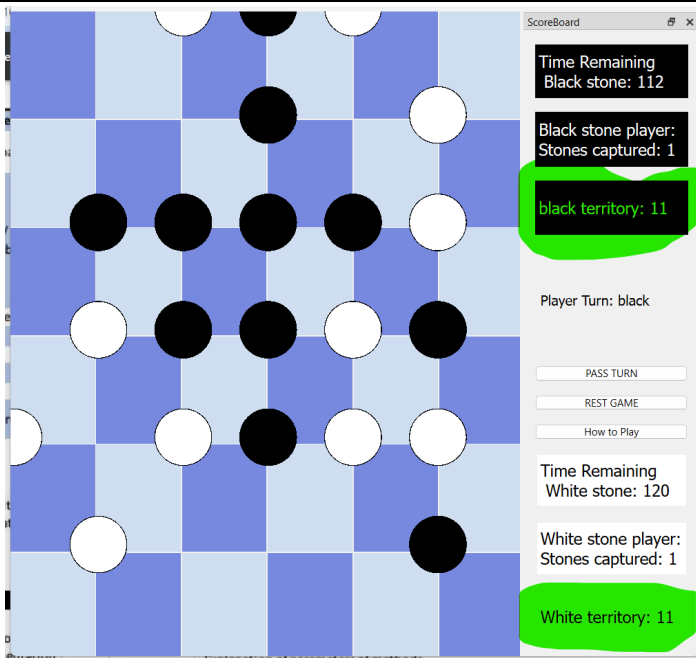 ScoreBoard
Time Remaining
Black stone: 112
Black stone player:
Stones captured: 1
black territory: 11
Player Turn: black
PASS TURN
REST GAME
How to Play
Time Remaining
White stone: 120
White stone player:
Stones captured: 1
White territory: 11